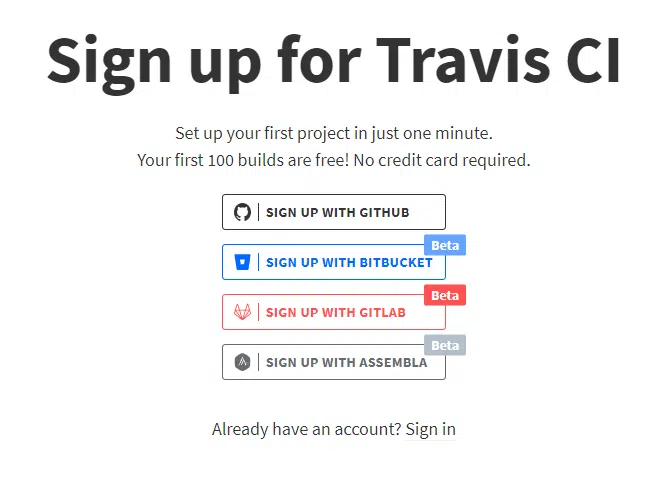 Sign up for Travis CI
Set up your first project in just one minute.
Your first 100 builds are free! No credit card required.
SIGN UP WITH GITHUB
Beta
SIGN UP WITH BITBUCKET
Beta
SIGN UP WITH GITLAB
Beta
SIGN UP WITH ASSEMBLA
Already have an account? Sign in